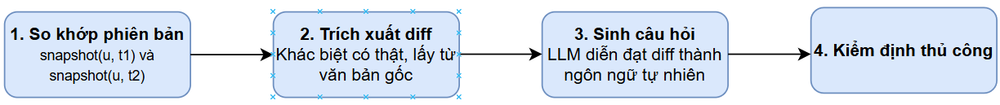 1. So khớp phiên bản
snapshot(u, t1) và
snapshot(u, t2)
2. Trích xuất diff
Khác biệt có thật, lấy từ
văn bản gốc
3. Sinh câu hỏi
LLM diễn đạt diff thành
ngôn ngữ tự nhiên
4. Kiểm định thủ công